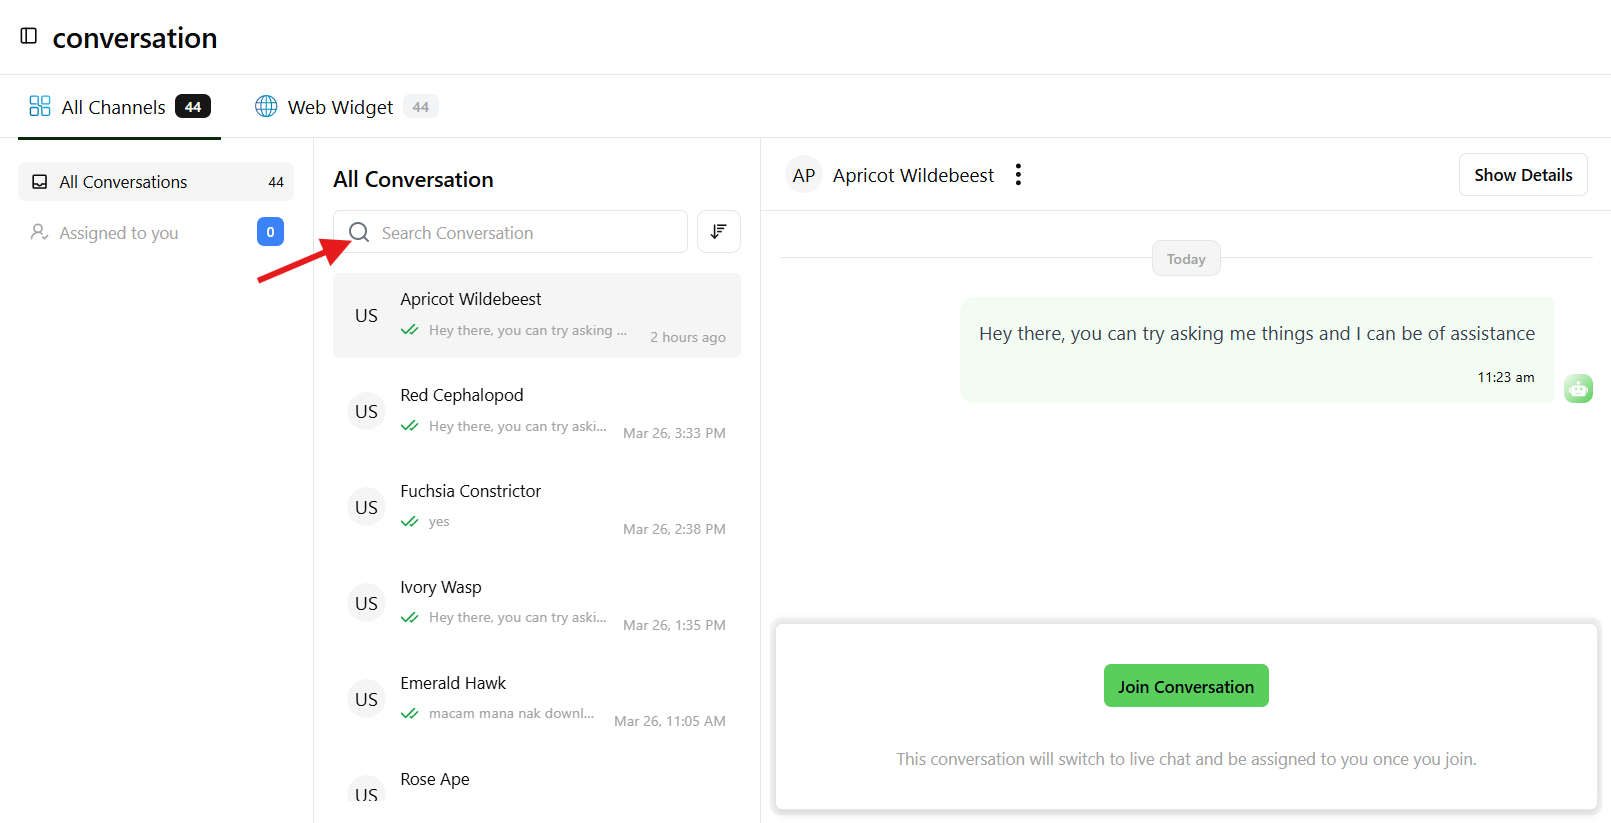 conversation
All Channels 44
Web Widget 44
All Conversations 44
Assigned to you 0
All Conversation
Search Conversation
US
Apricot Wildebeest
Hey there, you can try asking ...
2 hours ago
US
Red Cephalopod
Hey there, you can try aski...
Mar 26, 3:33 PM
US
Fuchsia Constrictor
yes
Mar 26, 2:38 PM
US
Ivory Wasp
Hey there, you can try aski...
Mar 26, 1:35 PM
US
Emerald Hawk
macam mana nak downl...
Mar 26, 11:05 AM
US
Rose Ape
AP Apricot Wildebeest
Show Details
Today
Hey there, you can try asking me things and I can be of assistance
11:23 am
Join Conversation
This conversation will switch to live chat and be assigned to you once you join.